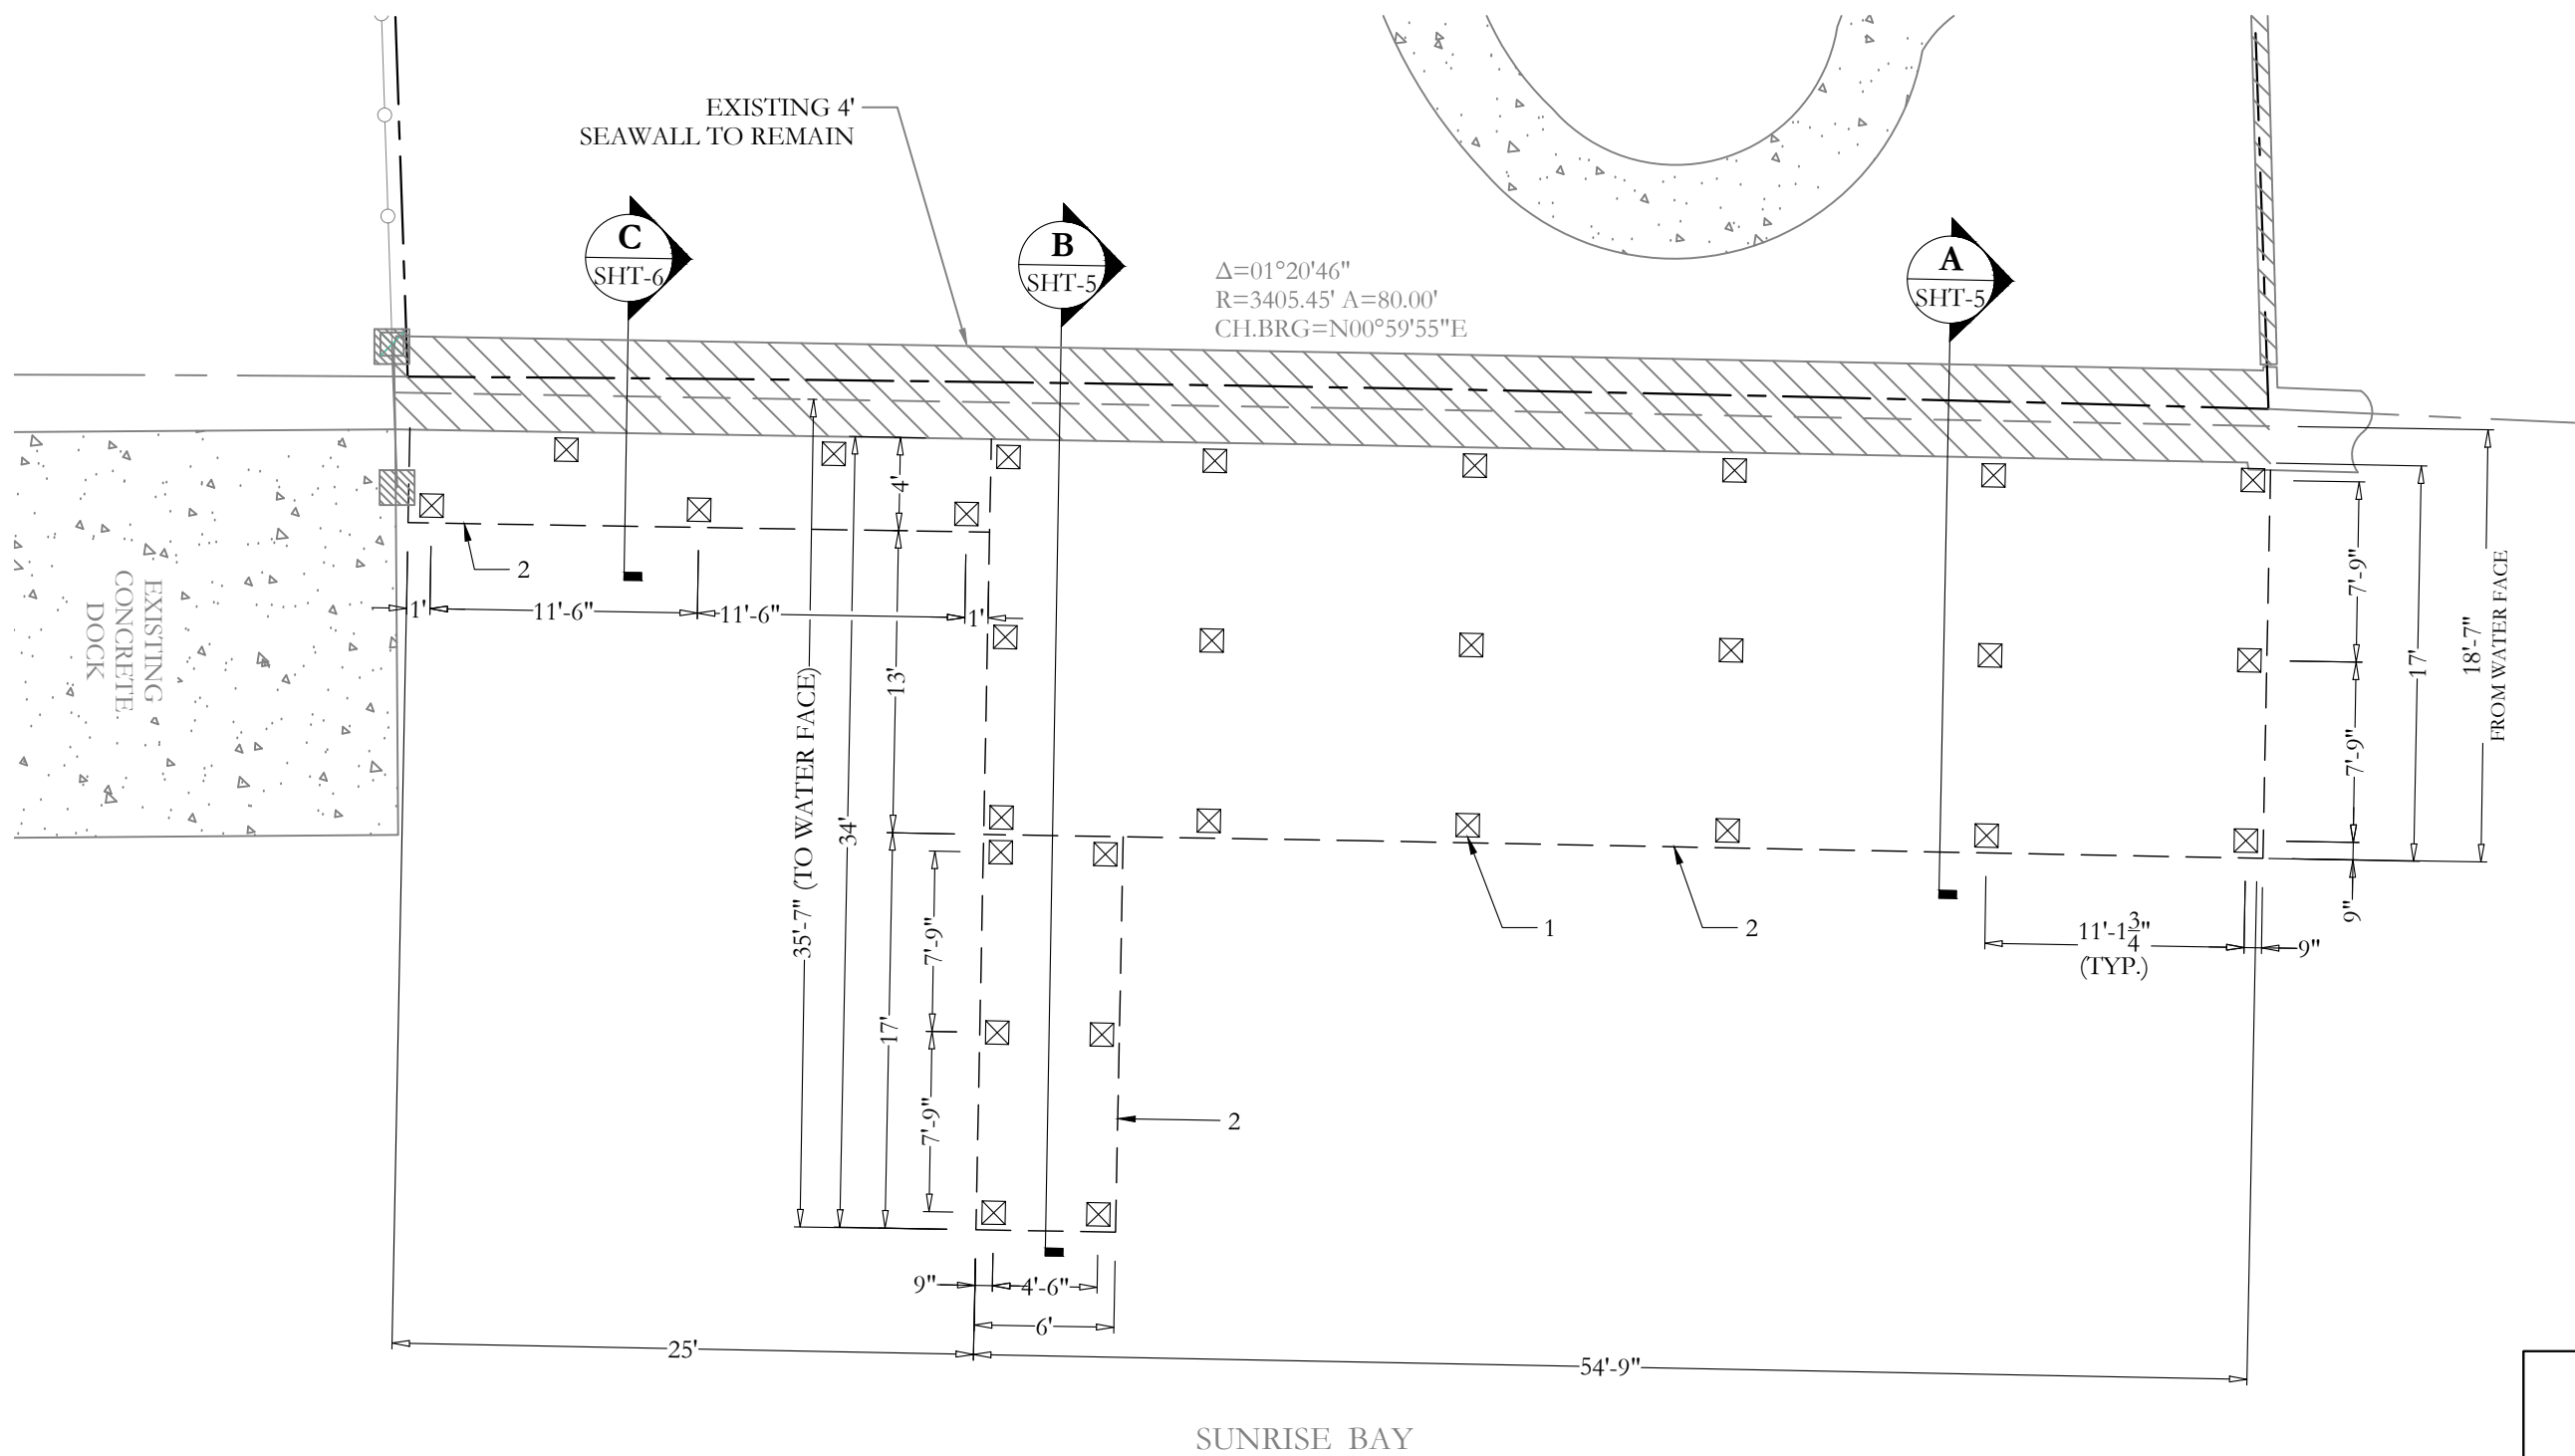 EXISTING 4'
SEAWALL TO REMAIN
C
SHT-6
B
SHT-5
A
SHT-5
Δ=01°20'46"
R=3405.45' A=80.00'
CH.BRG=N00°59'55"E
EXISTING
CONCRETE
DOCK
2
1'
11'-6"
11'-6"
1'
4'
13'
17'
34'
35'-7" (TO WATER FACE)
7'-9"
7'-9"
7'-9"
7'-9"
9"
17'
18'-7"
FROM WATER FACE
1
2
11'-1 3/4"
(TYP.)
9"
2
9"
4'-6"
6'
25'
54'-9"
SUNRISE BAY